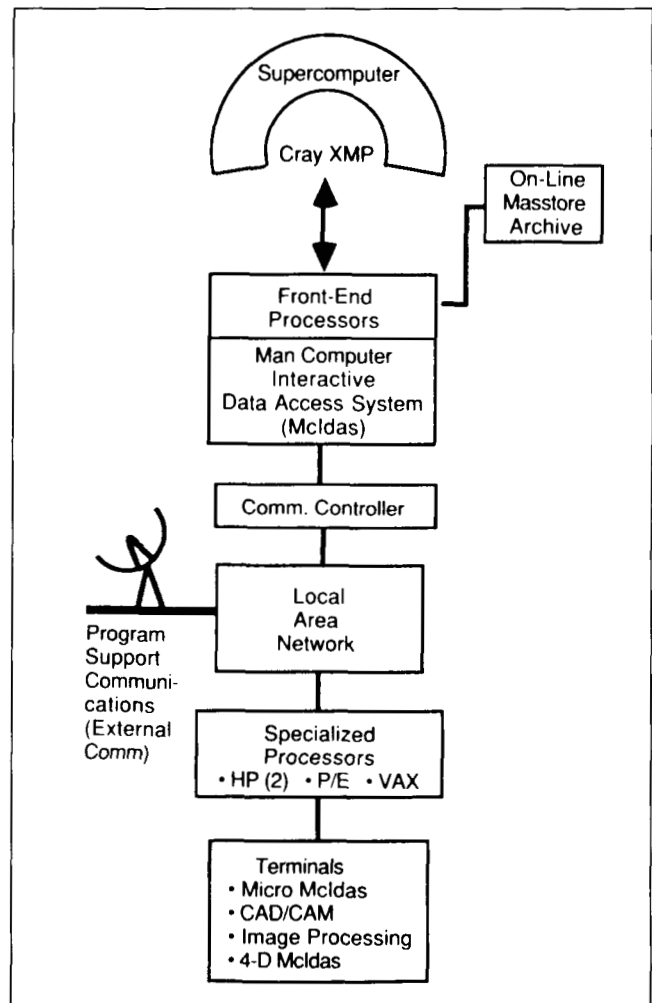 Supercomputer
Cray XMP
On-Line
Masstore
Archive
Front-End
Processors
Man Computer
Interactive
Data Access System
(McIdas)
Comm. Controller
Local
Area
Network
Program
Support
Communi-
cations
(External
Comm)
Specialized
Processors
• HP (2) • P/E • VAX
Terminals
• Micro McIdas
• CAD/CAM
• Image Processing
• 4-D McIdas